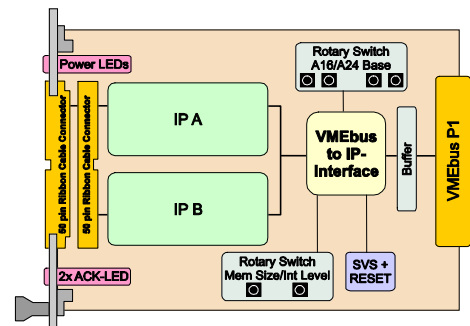 Power LEDs
Rotary Switch
A16/A24 Base
50 pin Ribbon Cable Connector
50 pin Ribbon Cable Connector
IP A
IP B
VMEbus
to IP-
Interface
Buffer
VMEbus P1
2x ACK-LED
Rotary Switch
Mem Size/Int Level
SVS +
RESET